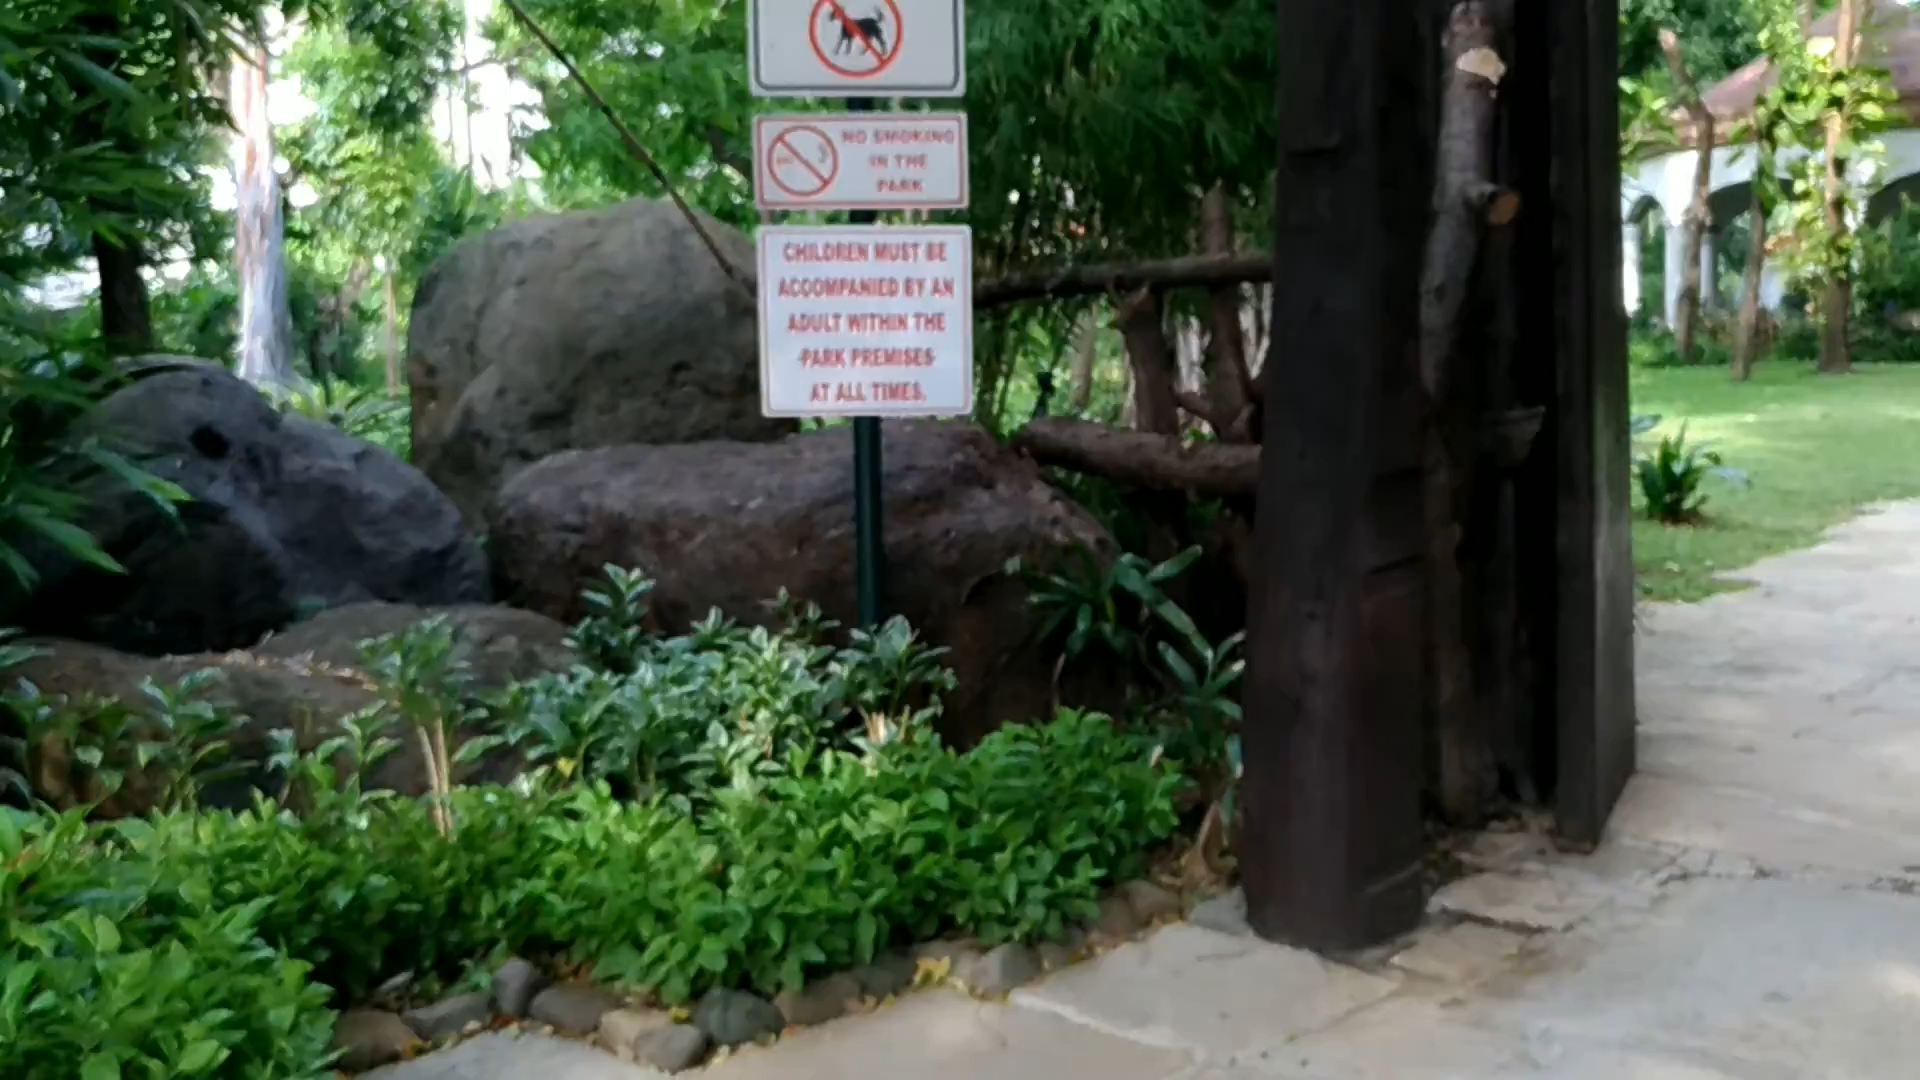 NO SMOKING
IN THE
PARK
CHILDREN MUST BE
ACCOMPANIED BY AN
ADULT WITHIN THE
PARK PREMISES
AT ALL TIMES.